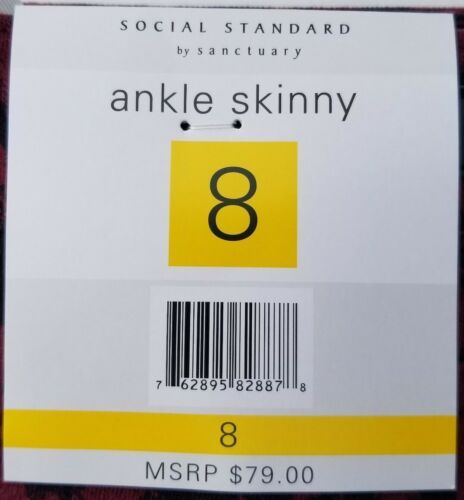 SOCIAL STANDARD
by sanctuary
ankle skinny
8
7 62895 82887 8
8
MSRP $79.00